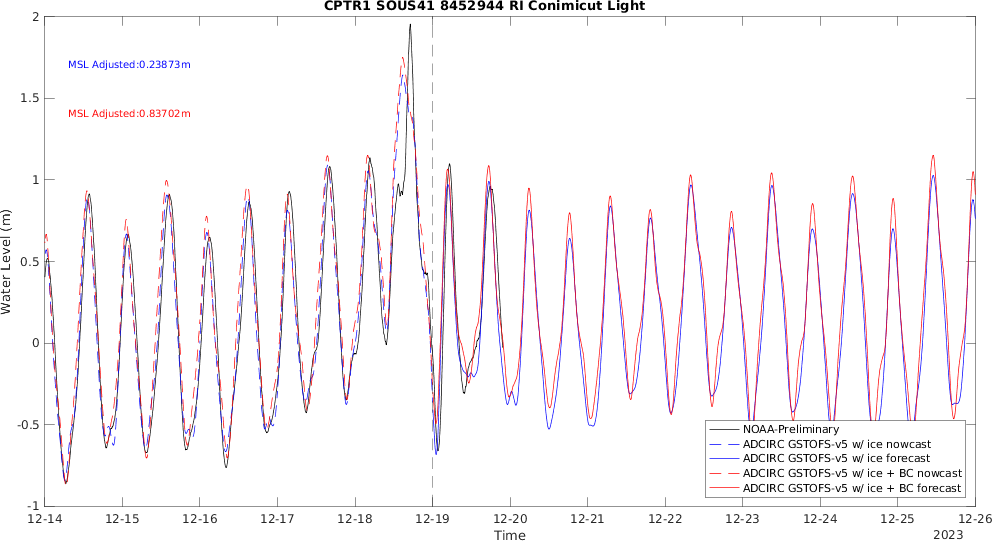 CPTR1 SOUS41 8452944 RI Conimicut Light
MSL Adjusted:0.23873m
MSL Adjusted:0.83702m
Water Level (m)
2
1.5
1
0.5
0
-0.5
-1
NOAA-Preliminary
ADCIRC GSTOFS-v5 w/ ice nowcast
ADCIRC GSTOFS-v5 w/ ice forecast
ADCIRC GSTOFS-v5 w/ ice + BC nowcast
ADCIRC GSTOFS-v5 w/ ice + BC forecast
12-14 12-15 12-16 12-17 12-18 12-19 12-20 12-21 12-22 12-23 12-24 12-25 12-26
Time
2023